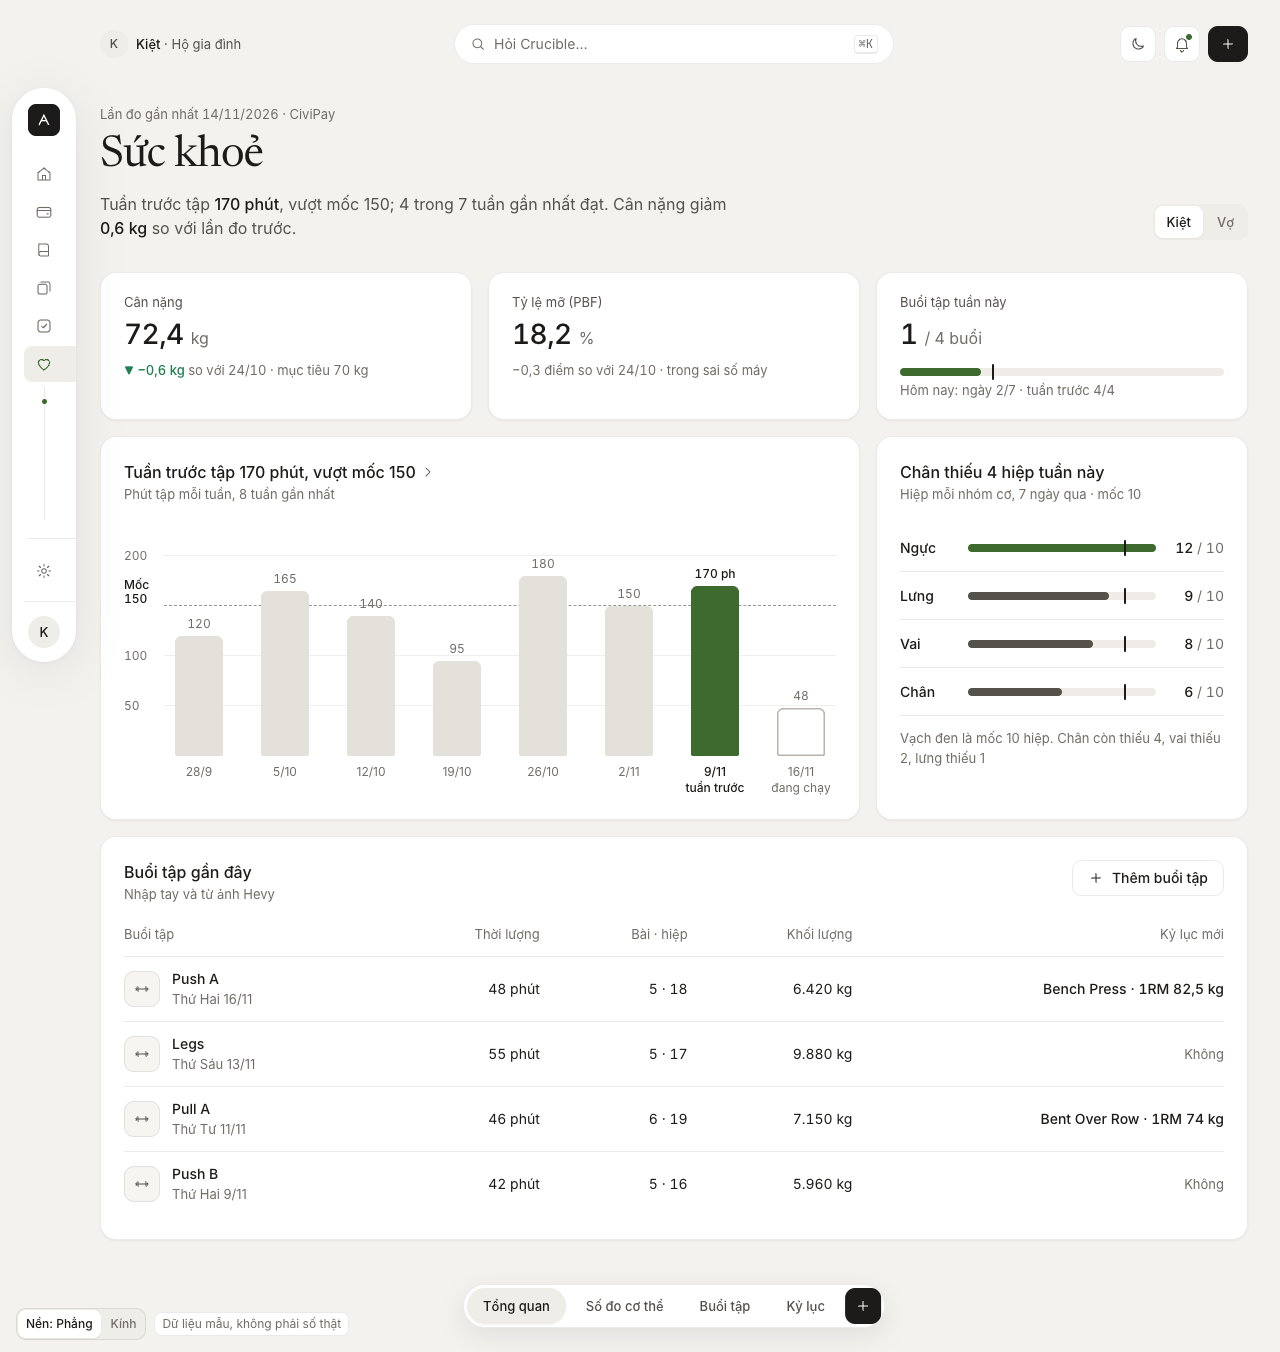 K Kiệt · Hộ gia đình
Hỏi Crucible... ⌘K
Lần đo gần nhất 14/11/2026 · CiviPay
Sức khoẻ
Tuần trước tập 170 phút, vượt mốc 150; 4 trong 7 tuần gần nhất đạt. Cân nặng giảm
0,6 kg so với lần đo trước.
Kiệt Vợ
Cân nặng
72,4 kg
▼ −0,6 kg so với 24/10 · mục tiêu 70 kg
Tỷ lệ mỡ (PBF)
18,2 %
−0,3 điểm so với 24/10 · trong sai số máy
Buổi tập tuần này
1 / 4 buổi
Hôm nay: ngày 2/7 · tuần trước 4/4
Tuần trước tập 170 phút, vượt mốc 150
Phút tập mỗi tuần, 8 tuần gần nhất
200
Mốc
150
100
50
120
165
140
95
180
150
170 ph
48
28/9
5/10
12/10
19/10
26/10
2/11
9/11
tuần trước
16/11
đang chạy
Chân thiếu 4 hiệp tuần này
Hiệp mỗi nhóm cơ, 7 ngày qua · mốc 10
Ngực 12 / 10
Lưng 9 / 10
Vai 8 / 10
Chân 6 / 10
Vạch đen là mốc 10 hiệp. Chân còn thiếu 4, vai thiếu
2, lưng thiếu 1
Buổi tập gần đây
Nhập tay và từ ảnh Hevy
Thêm buổi tập
Buổi tập Thời lượng Bài · hiệp Khối lượng Kỷ lục mới
Push A
Thứ Hai 16/11
48 phút 5 · 18 6.420 kg Bench Press · 1RM 82,5 kg
Legs
Thứ Sáu 13/11
55 phút 5 · 17 9.880 kg Không
Pull A
Thứ Tư 11/11
46 phút 6 · 19 7.150 kg Bent Over Row · 1RM 74 kg
Push B
Thứ Hai 9/11
42 phút 5 · 16 5.960 kg Không
K
Tổng quan Số đo cơ thể Buổi tập Kỷ lục
Nền: Phẳng Kính Dữ liệu mẫu, không phải số thật